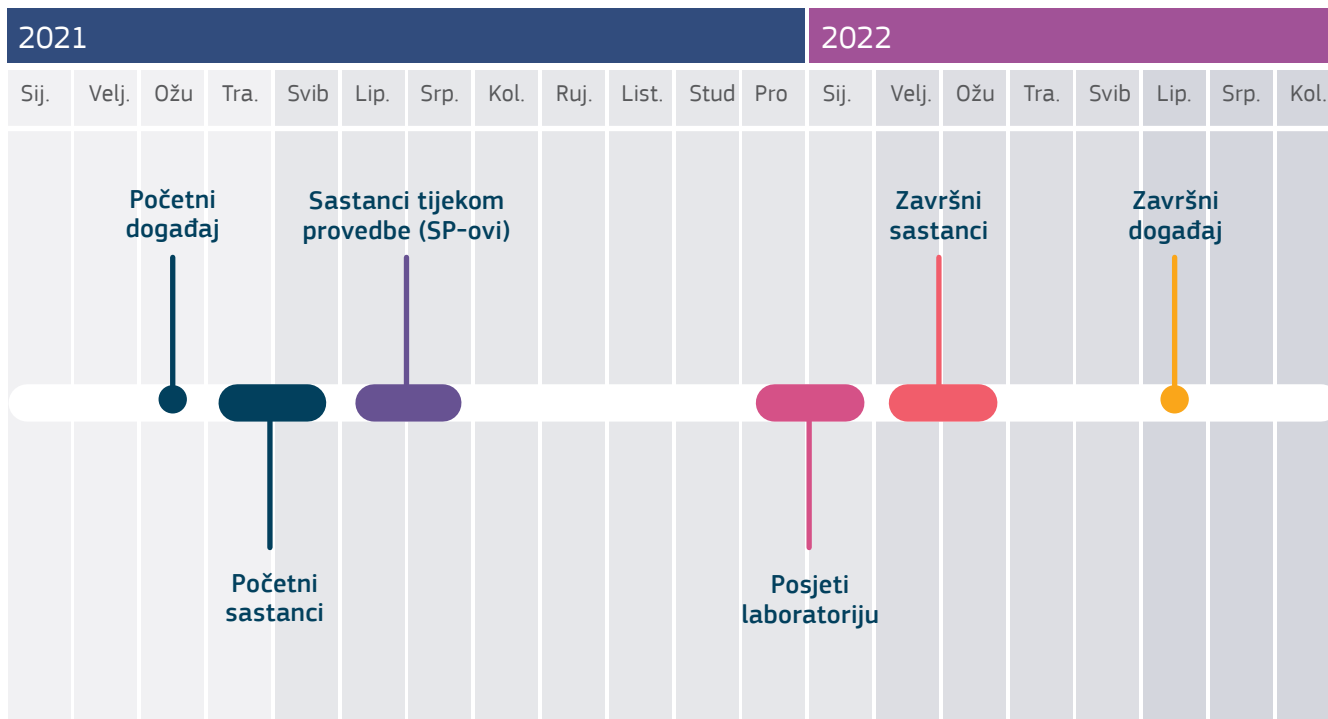 2021 2022
Sij. Velj. Ožu Tra. Svib Lip. Srp. Kol. Ruj. List. Stud Pro Sij. Velj. Ožu Tra. Svib Lip. Srp. Kol.
Početni
događaj
Sastanci tijekom
provedbe (SP-ovi)
Završni
sastanci
Završni
događaj
Početni
sastanci
Posjeti
laboratoriju